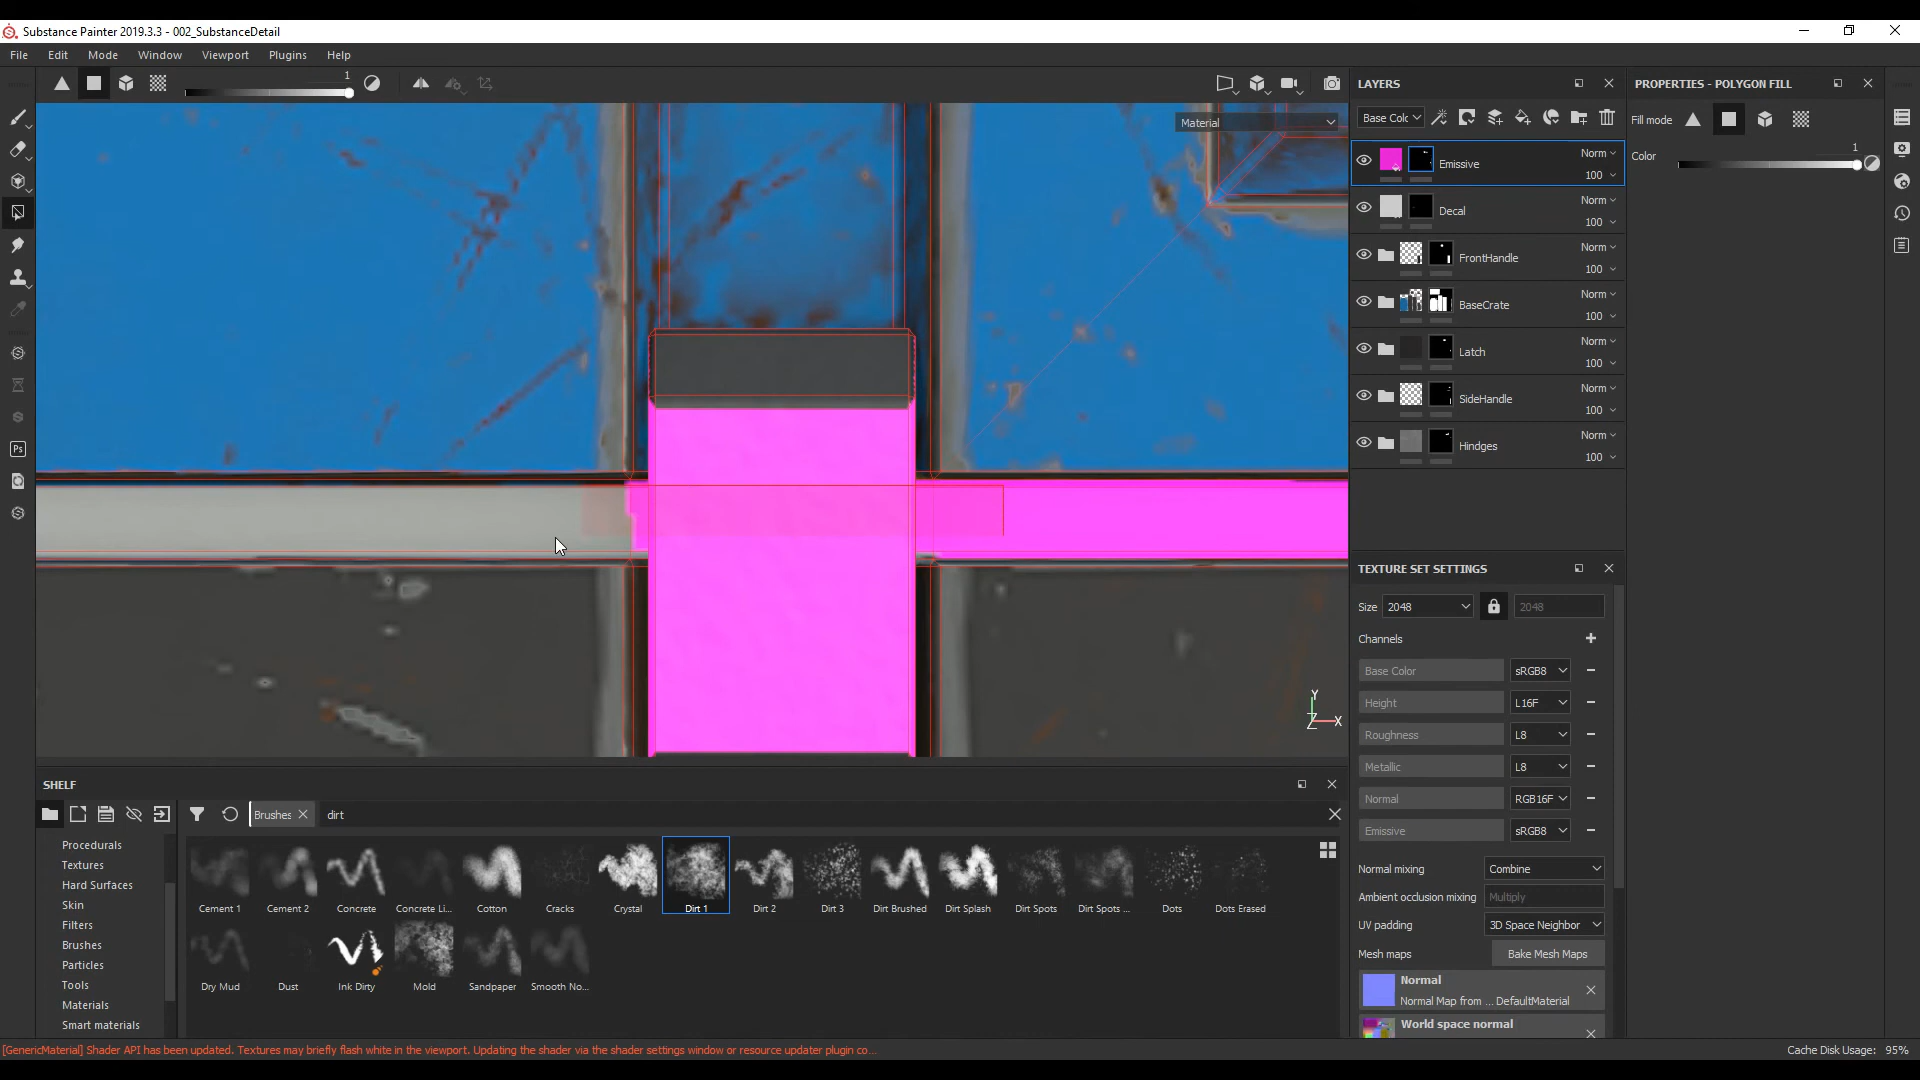 Substance Painter 2019.3.3 - 002_SubstanceDetail
File Edit Mode Window Viewport Plugins Help
1
Material
Y
Z X
LAYERS
Base Colc
Emissive Norm 100
Decal Norm 100
FrontHandle Norm 100
BaseCrate Norm 100
Latch Norm 100
SideHandle Norm 100
Hindges Norm 100
PROPERTIES - POLYGON FILL
Fill mode
Color 1
TEXTURE SET SETTINGS
Size 2048 2048
Channels
Base Color sRGB8
Height L16F
Roughness L8
Metallic L8
Normal RGB16F
Emissive sRGB8
Normal mixing Combine
Ambient occlusion mixing Multiply
UV padding 3D Space Neighbor
Mesh maps Bake Mesh Maps
Normal
Normal Map from ... DefaultMaterial
World space normal
SHELF
Brushes dirt
Procedurals
Textures
Hard Surfaces
Skin
Filters
Brushes
Particles
Tools
Materials
Smart materials
Cement 1 Cement 2 Concrete Concrete Li... Cotton Cracks Crystal Dirt 1 Dirt 2 Dirt 3 Dirt Brushed Dirt Splash Dirt Spots Dirt Spots ... Dots Dots Erased
Dry Mud Dust Ink Dirty Mold Sandpaper Smooth No...
Ps
[GenericMaterial] Shader API has been updated. Textures may briefly flash white in the viewport. Updating the shader via the shader settings window or resource updater plugin co...
Cache Disk Usage: 95%